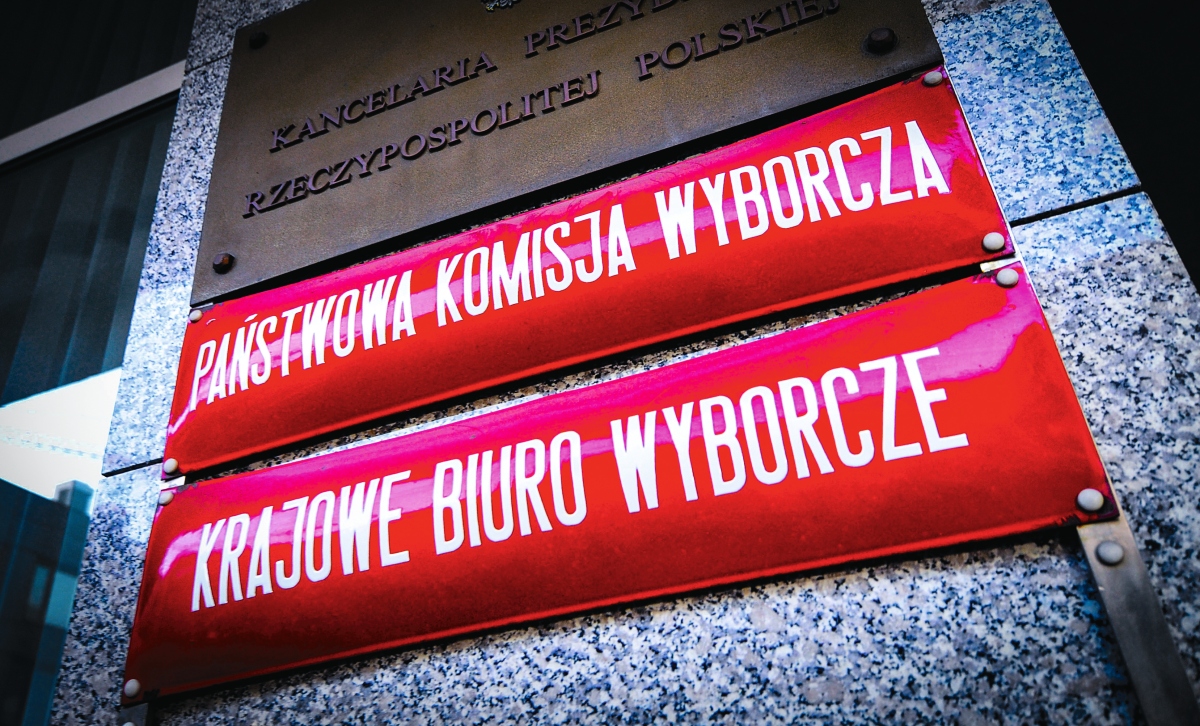 KANCELARIA
RZECZYPOSPOLITEJ POLSKIEJ
PAŃSTWOWA KOMISJA WYBORCZA
KRAJOWE BIURO WYBORCZE